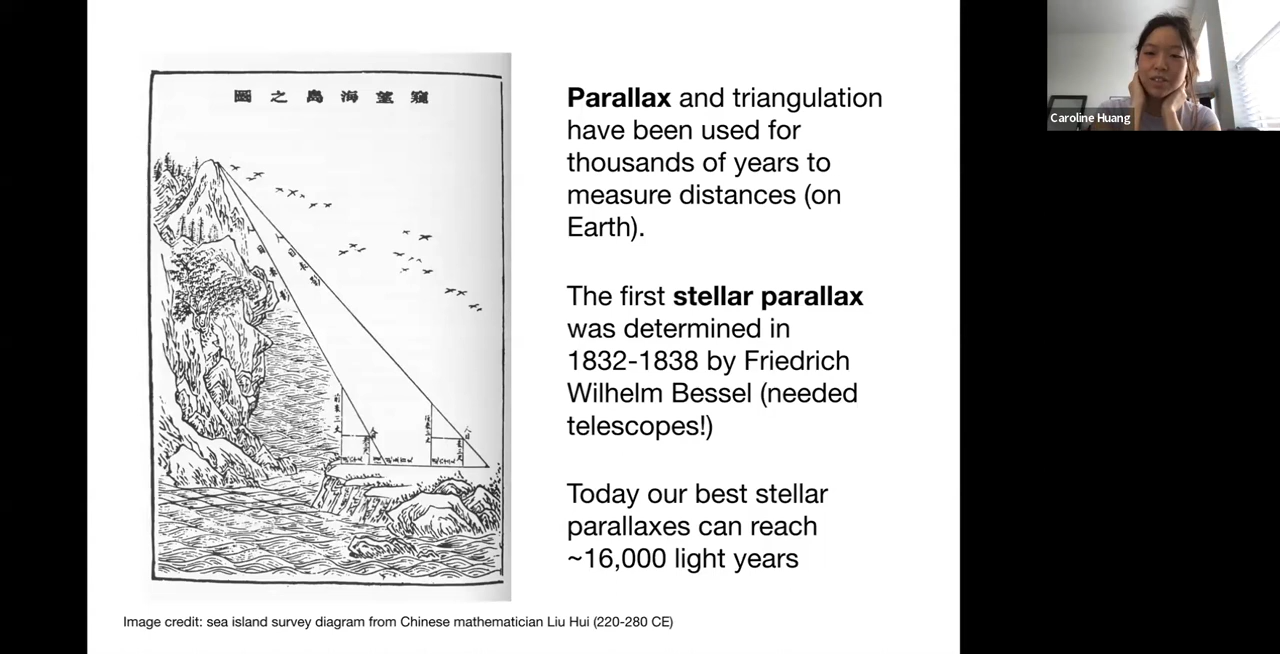 圖之島海望窺
Parallax and triangulation
have been used for
thousands of years to
measure distances (on
Earth).
The first stellar parallax
was determined in
1832-1838 by Friedrich
Wilhelm Bessel (needed
telescopes!)
Today our best stellar
parallaxes can reach
~16,000 light years
Image credit: sea island survey diagram from Chinese mathematician Liu Hui (220-280 CE)
Caroline Huang